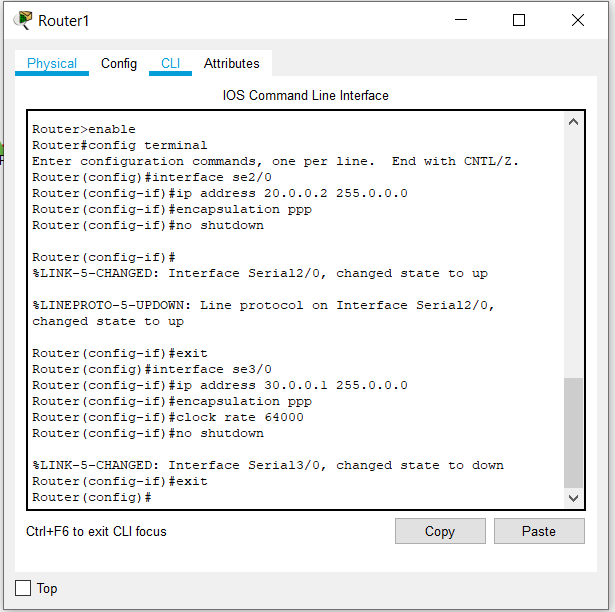 Router1
Physical Config CLI Attributes
IOS Command Line Interface
Router>enable
Router#config terminal
Enter configuration commands, one per line.  End with CNTL/Z.
Router(config)#interface se2/0
Router(config-if)#ip address 20.0.0.2 255.0.0.0
Router(config-if)#encapsulation ppp
Router(config-if)#no shutdown
Router(config-if)#
%LINK-5-CHANGED: Interface Serial2/0, changed state to up
%LINEPROTO-5-UPDOWN: Line protocol on Interface Serial2/0,
changed state to up
Router(config-if)#exit
Router(config)#interface se3/0
Router(config-if)#ip address 30.0.0.1 255.0.0.0
Router(config-if)#encapsulation ppp
Router(config-if)#clock rate 64000
Router(config-if)#no shutdown
%LINK-5-CHANGED: Interface Serial3/0, changed state to down
Router(config-if)#exit
Router(config)#
Ctrl+F6 to exit CLI focus
Copy Paste
Top